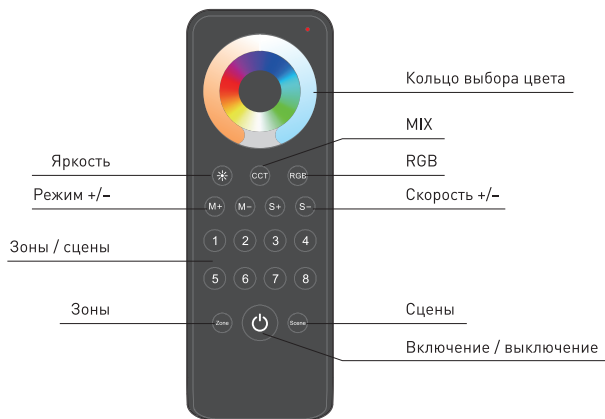 Кольцо выбора цвета
MIX
Яркость
CCT
RGB
RGB
Режим +/–
M+
M–
S+
S–
Скорость +/–
1
2
3
4
Зоны / сцены
5
6
7
8
Зоны
Zone
Scene
Сцены
Включение / выключение